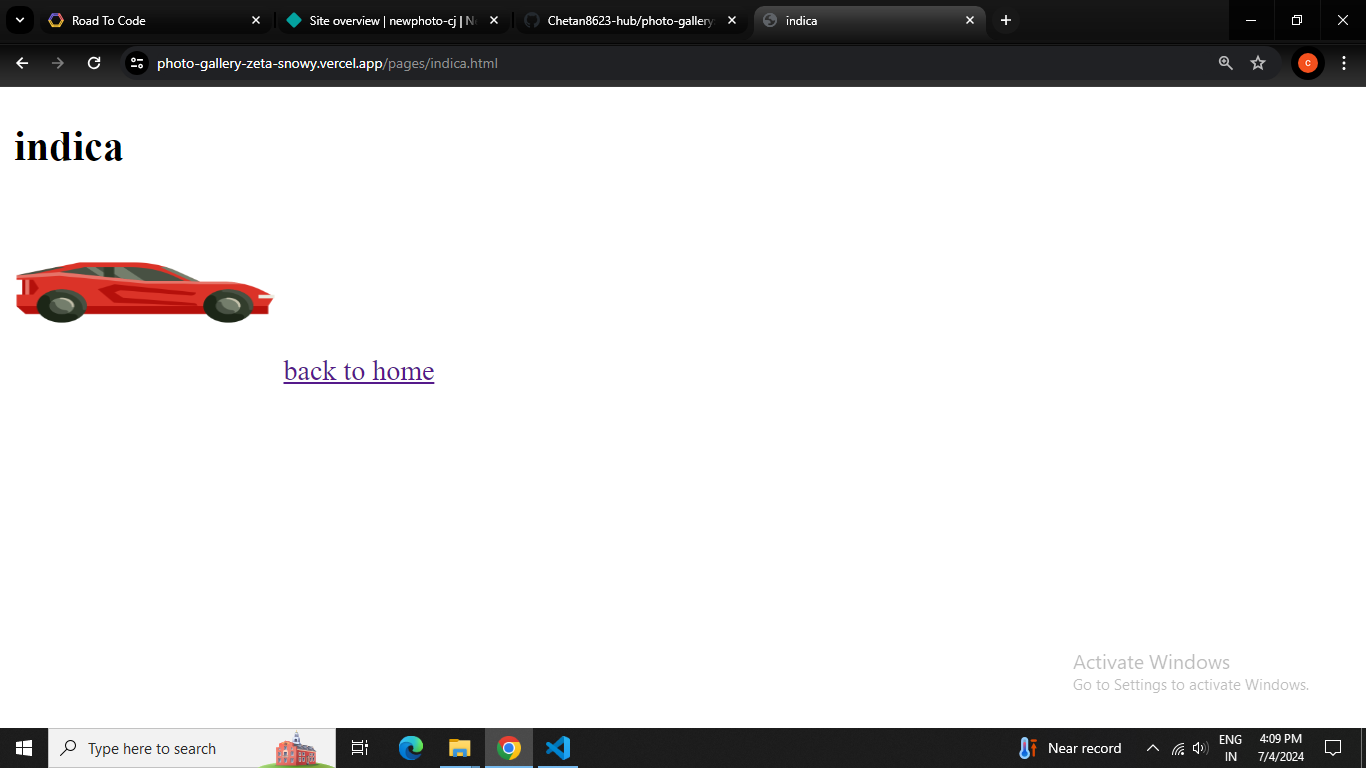 Road To Code
Site overview | newphoto-cj | N
Chetan8623-hub/photo-gallery
indica
photo-gallery-zeta-snowy.vercel.app/pages/indica.html
c
indica
back to home
Activate Windows
Go to Settings to activate Windows.
Type here to search
Near record
ENG
IN
4:09 PM
7/4/2024